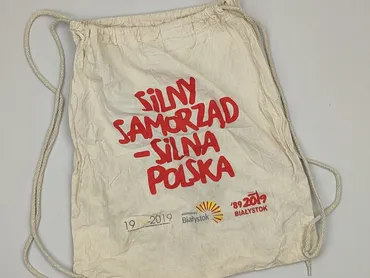 SiLNY
SAMORZĄD
-SiLNA
POLSKA
19 -2019
Białystok
'89 2019
BIAŁYSTOK